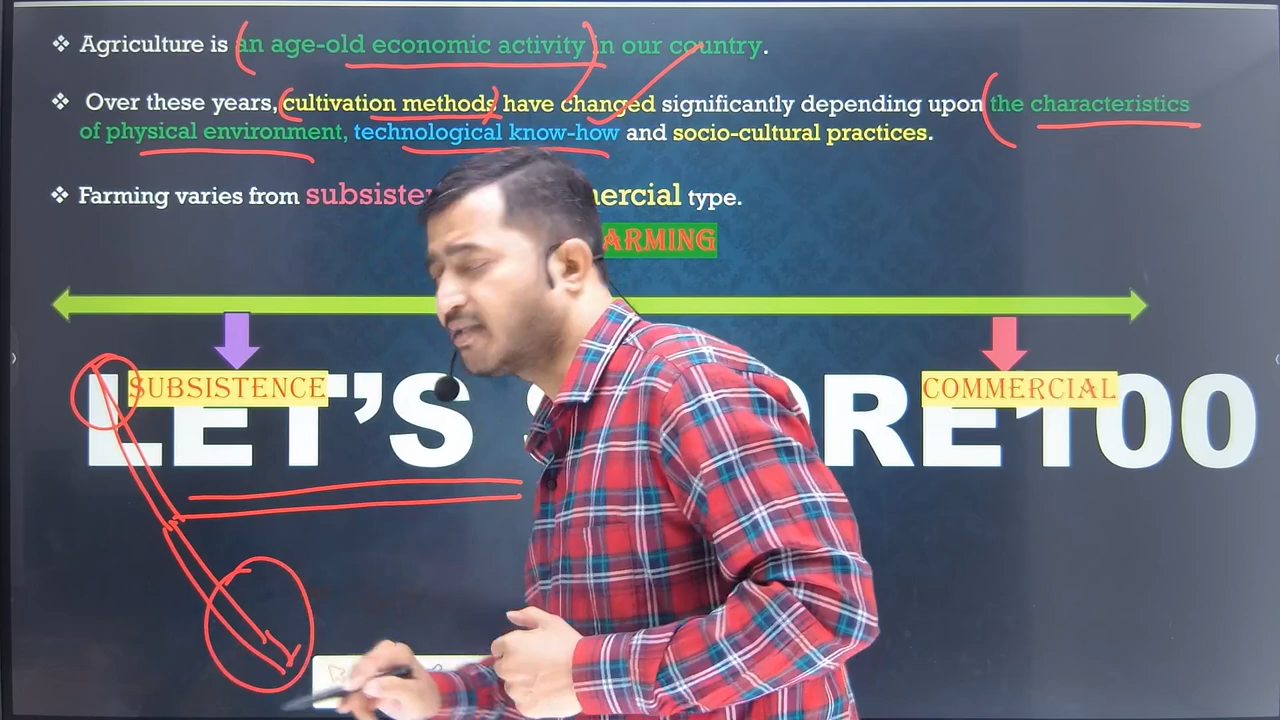 ❖ Agriculture is an age-old economic activity in our country.
❖ Over these years, cultivation methods have changed significantly depending upon the characteristics
of physical environment, technological know-how and socio-cultural practices.
❖ Farming varies from subsiste ercial type.
ARMING
SUBSISTENCE COMMERCIAL
LET'S ORE100